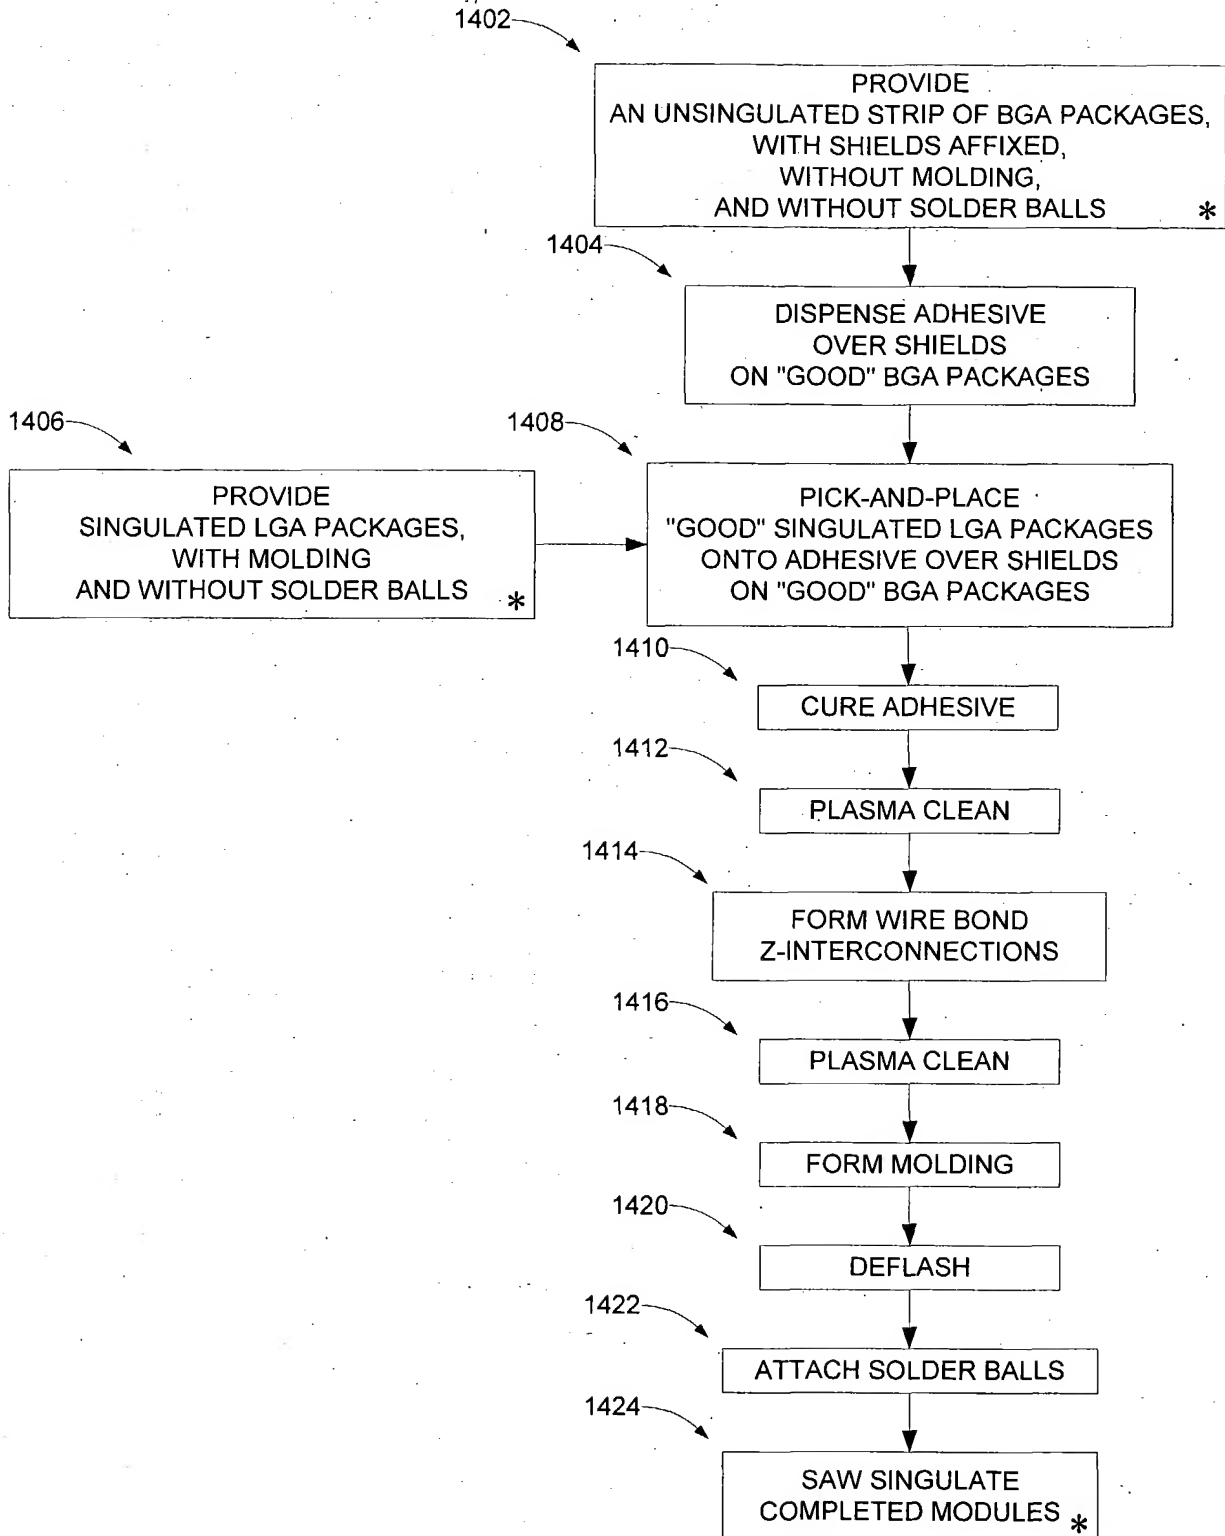 1402
PROVIDE
AN UNSINGULATED STRIP OF BGA PACKAGES,
WITH SHIELDS AFFIXED,
WITHOUT MOLDING,
AND WITHOUT SOLDER BALLS *
1404
DISPENSE ADHESIVE
OVER SHIELDS
ON "GOOD" BGA PACKAGES
1406
PROVIDE
SINGULATED LGA PACKAGES,
WITH MOLDING
AND WITHOUT SOLDER BALLS *
1408
PICK-AND-PLACE
"GOOD" SINGULATED LGA PACKAGES
ONTO ADHESIVE OVER SHIELDS
ON "GOOD" BGA PACKAGES
1410
CURE ADHESIVE
1412
PLASMA CLEAN
1414
FORM WIRE BOND
Z-INTERCONNECTIONS
1416
PLASMA CLEAN
1418
FORM MOLDING
1420
DEFLASH
1422
ATTACH SOLDER BALLS
1424
SAW SINGULATE
COMPLETED MODULES *